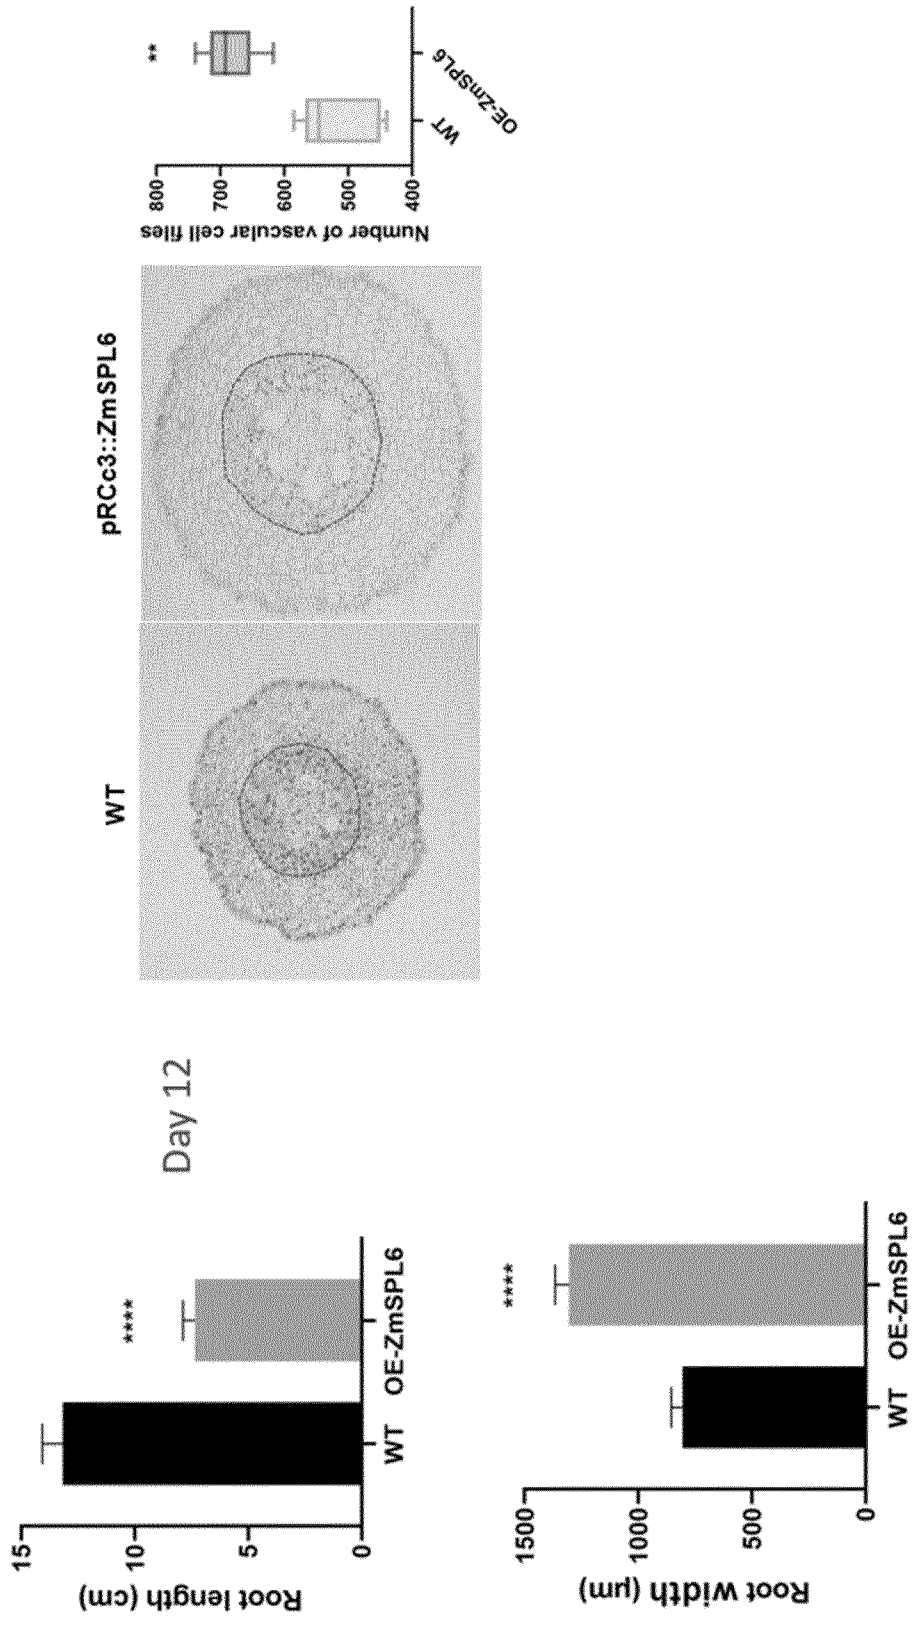 15
10
5
0
Root length (cm)
****
WT
OE-ZmSPL6
Day 12
1500
1000
500
0
Root width (µm)
****
WT
OE-ZmSPL6
WT
pRCc3::ZmSPL6
800
700
600
500
400
Number of vascular cell files
**
WT
OE-ZmSPL6